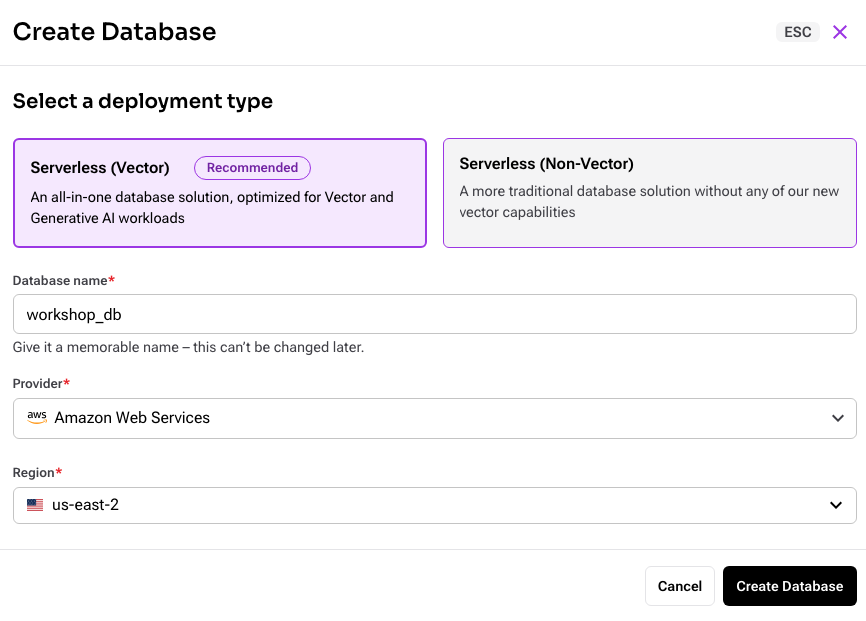 Create Database
ESC
Select a deployment type
Serverless (Vector)
Recommended
An all-in-one database solution, optimized for Vector and
Generative AI workloads
Serverless (Non-Vector)
A more traditional database solution without any of our new
vector capabilities
Database name*
workshop_db
Give it a memorable name – this can’t be changed later.
Provider*
aws Amazon Web Services
Region*
us-east-2
Cancel
Create Database